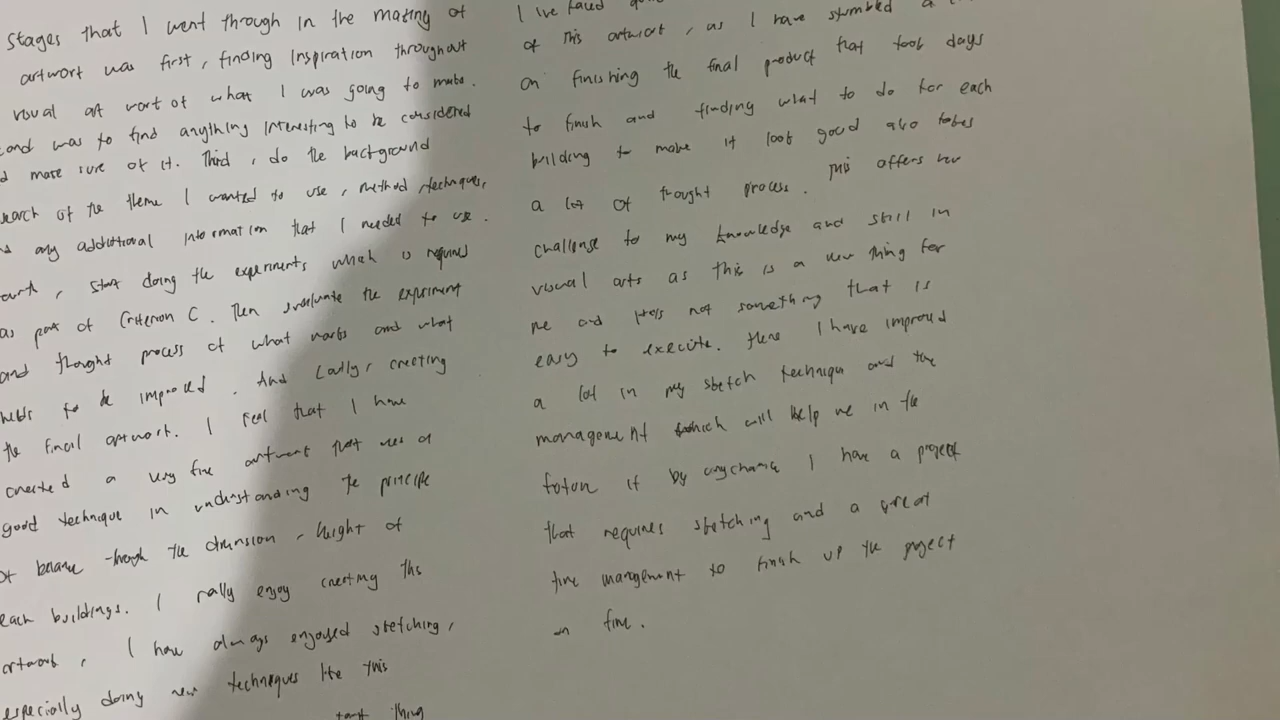 stages that I went through in the making of
artwork was first, finding inspiration throughout
visual art work of what I was going to make.
was to find anything interesting to be considered
make sure of it. Third, do the background
of the theme I wanted to use, method, techniques,
any additional information that I needed to use.
start doing the experiments which is required
as part of Criterion C. Then evaluate the experiment
and thought process of what works and what
needs to be improved. And Lastly, creating
the final artwork. I feel that I have
created a very fine artwork that uses a
good technique in understanding the principle
of balance through the dimension, height of
each buildings. I really enjoy creating this
artwork, I have always enjoyed sketching,
especially doing new techniques like this
thing
I I've faced
of this artwork, as I have stumbled a
on finishing the final product that took days
to finish and finding what to do for each
building to make it look good also takes
a lot of thought process. This offers new
challenge to my knowledge and skill in
visual arts as this is a new thing for
me and not something that is
easy to execute. I have improved
a lot in my sketch technique and the
management which will help me in the
future if by any chance I have a project
that requires sketching and a great
time management to finish up the project
on time.